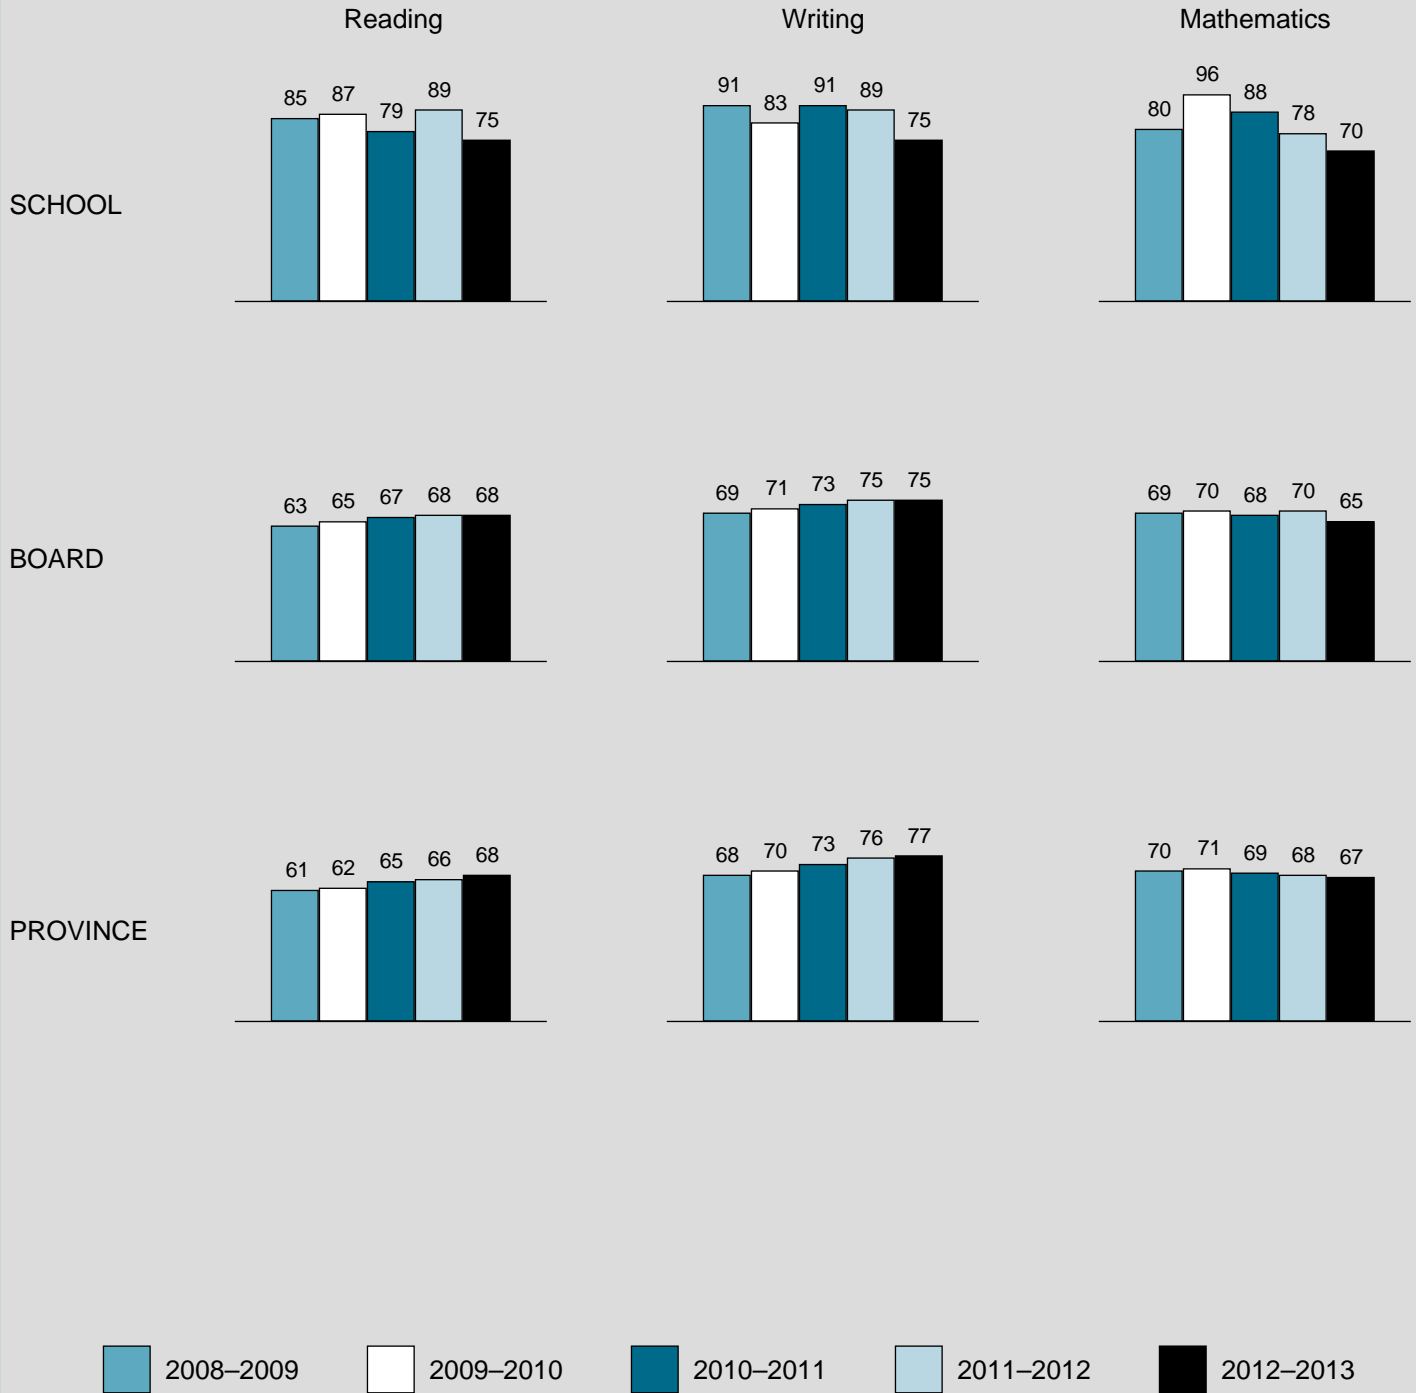 Reading Writing Mathematics
85 87 79 89 75
91 83 91 89 75
80 96 88 78 70
SCHOOL
63 65 67 68 68
69 71 73 75 75
69 70 68 70 65
BOARD
61 62 65 66 68
68 70 73 76 77
70 71 69 68 67
PROVINCE
2008–2009 2009–2010 2010–2011 2011–2012 2012–2013